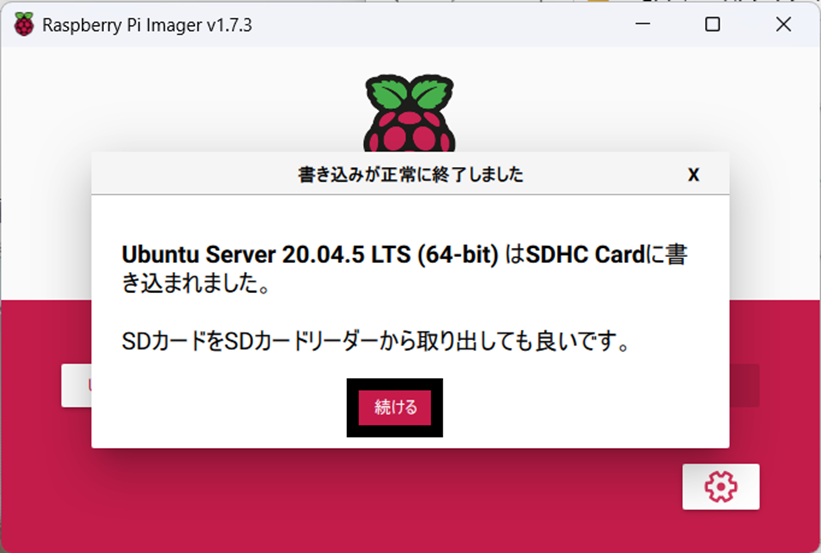 Raspberry Pi Imager v1.7.3
書き込みが正常に終了しました x
Ubuntu Server 20.04.5 LTS (64-bit) はSDHC Cardに書
き込まれました。
SDカードをSDカードリーダーから取り出しても良いです。
続ける